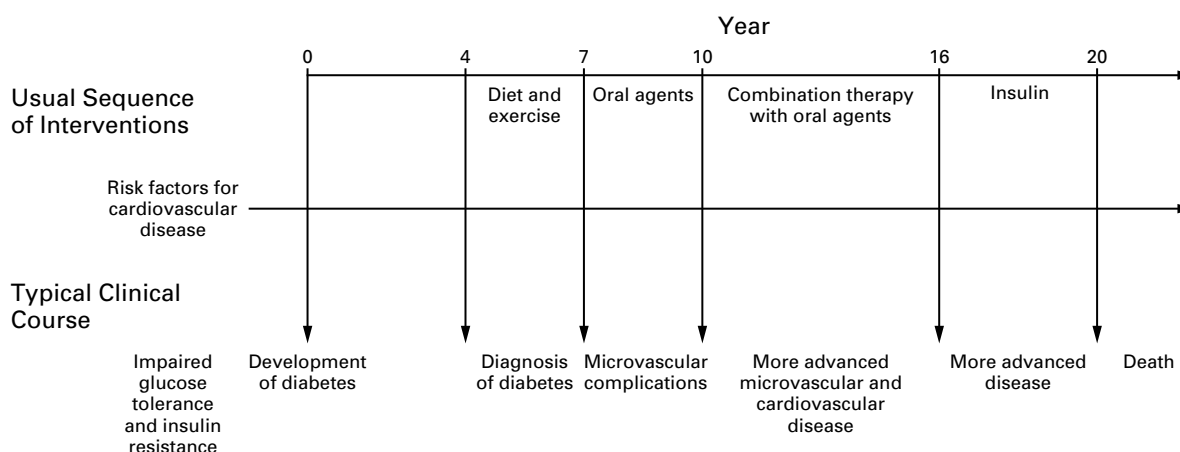 Year
0 4 7 10 16 20
Usual Sequence
of Interventions
Diet and
exercise
Oral agents
Combination therapy
with oral agents
Insulin
Risk factors for
cardiovascular
disease
Typical Clinical
Course
Impaired
glucose
tolerance
and insulin
resistance
Development
of diabetes
Diagnosis
of diabetes
Microvascular
complications
More advanced
microvascular and
cardiovascular
disease
More advanced
disease
Death